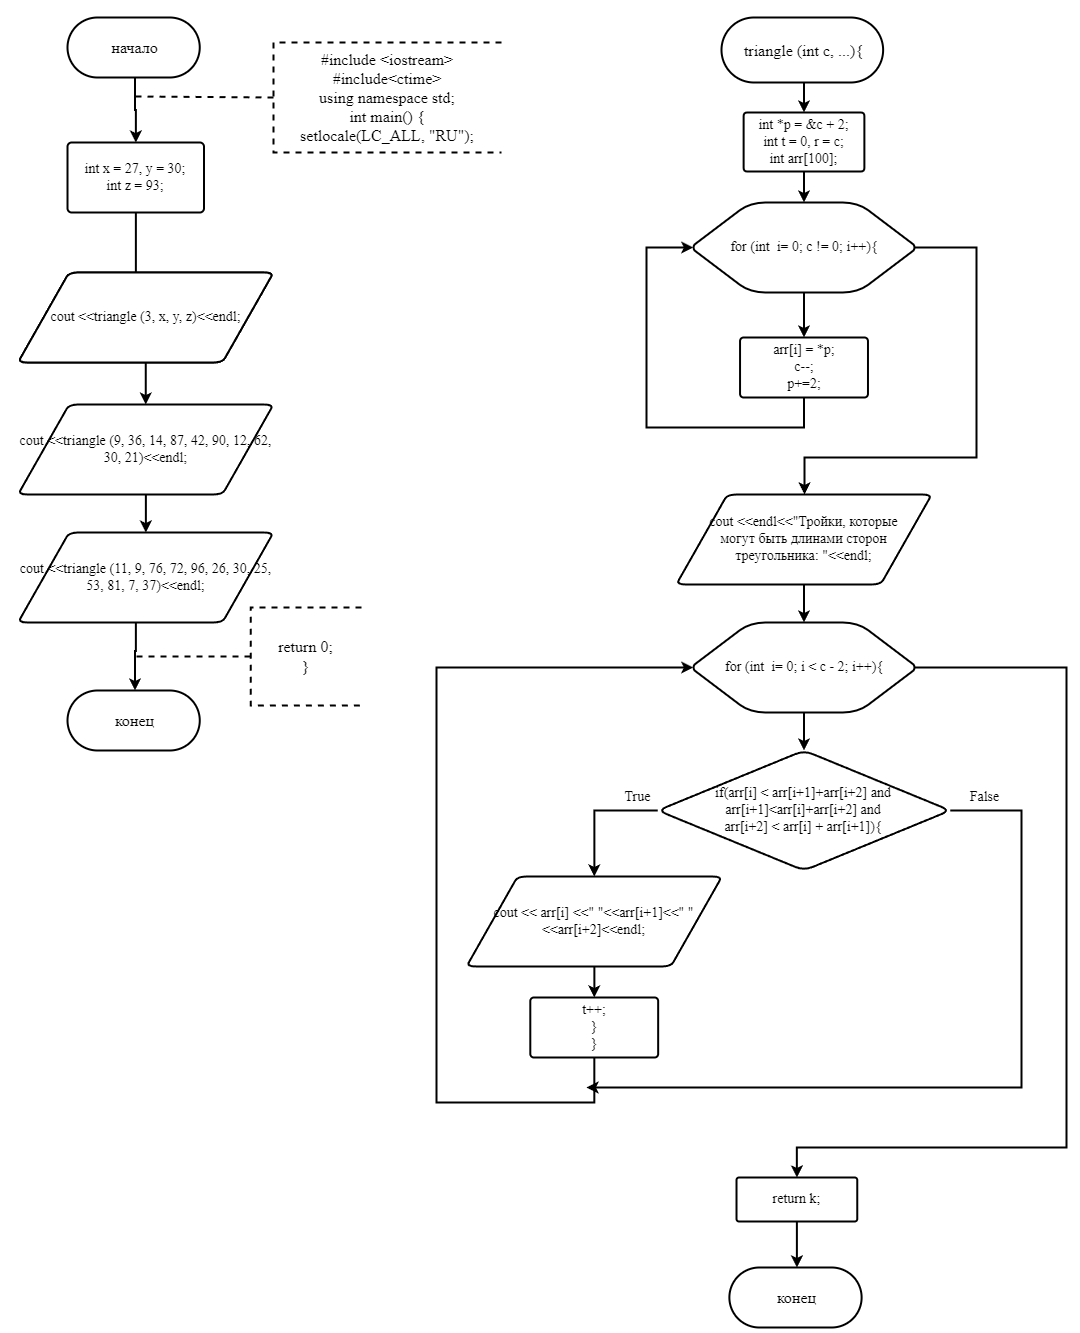 начало
#include <iostream>
#include<ctime>
using namespace std;
int main() {
setlocale(LC_ALL, "RU");
int x = 27, y = 30;
int z = 93;
cout <<triangle (3, x, y, z)<<endl;
cout <<triangle (9, 36, 14, 87, 42, 90, 12, 62,
30, 21)<<endl;
cout <<triangle (11, 9, 76, 72, 96, 26, 30, 25,
53, 81, 7, 37)<<endl;
return 0;
}
конец
triangle (int c, ...){
int *p = &c + 2;
int t = 0, r = c;
int arr[100];
for (int  i= 0; c != 0; i++){
arr[i] = *p;
c--;
p+=2;
cout <<endl<<"Тройки, которые
могут быть длинами сторон
треугольника: "<<endl;
for (int  i= 0; i < c - 2; i++){
if(arr[i] < arr[i+1]+arr[i+2] and
arr[i+1]<arr[i]+arr[i+2] and
arr[i+2] < arr[i] + arr[i+1]){
True
False
cout << arr[i] <<" "<<arr[i+1]<<" "
<<arr[i+2]<<endl;
t++;
}
}
return k;
конец